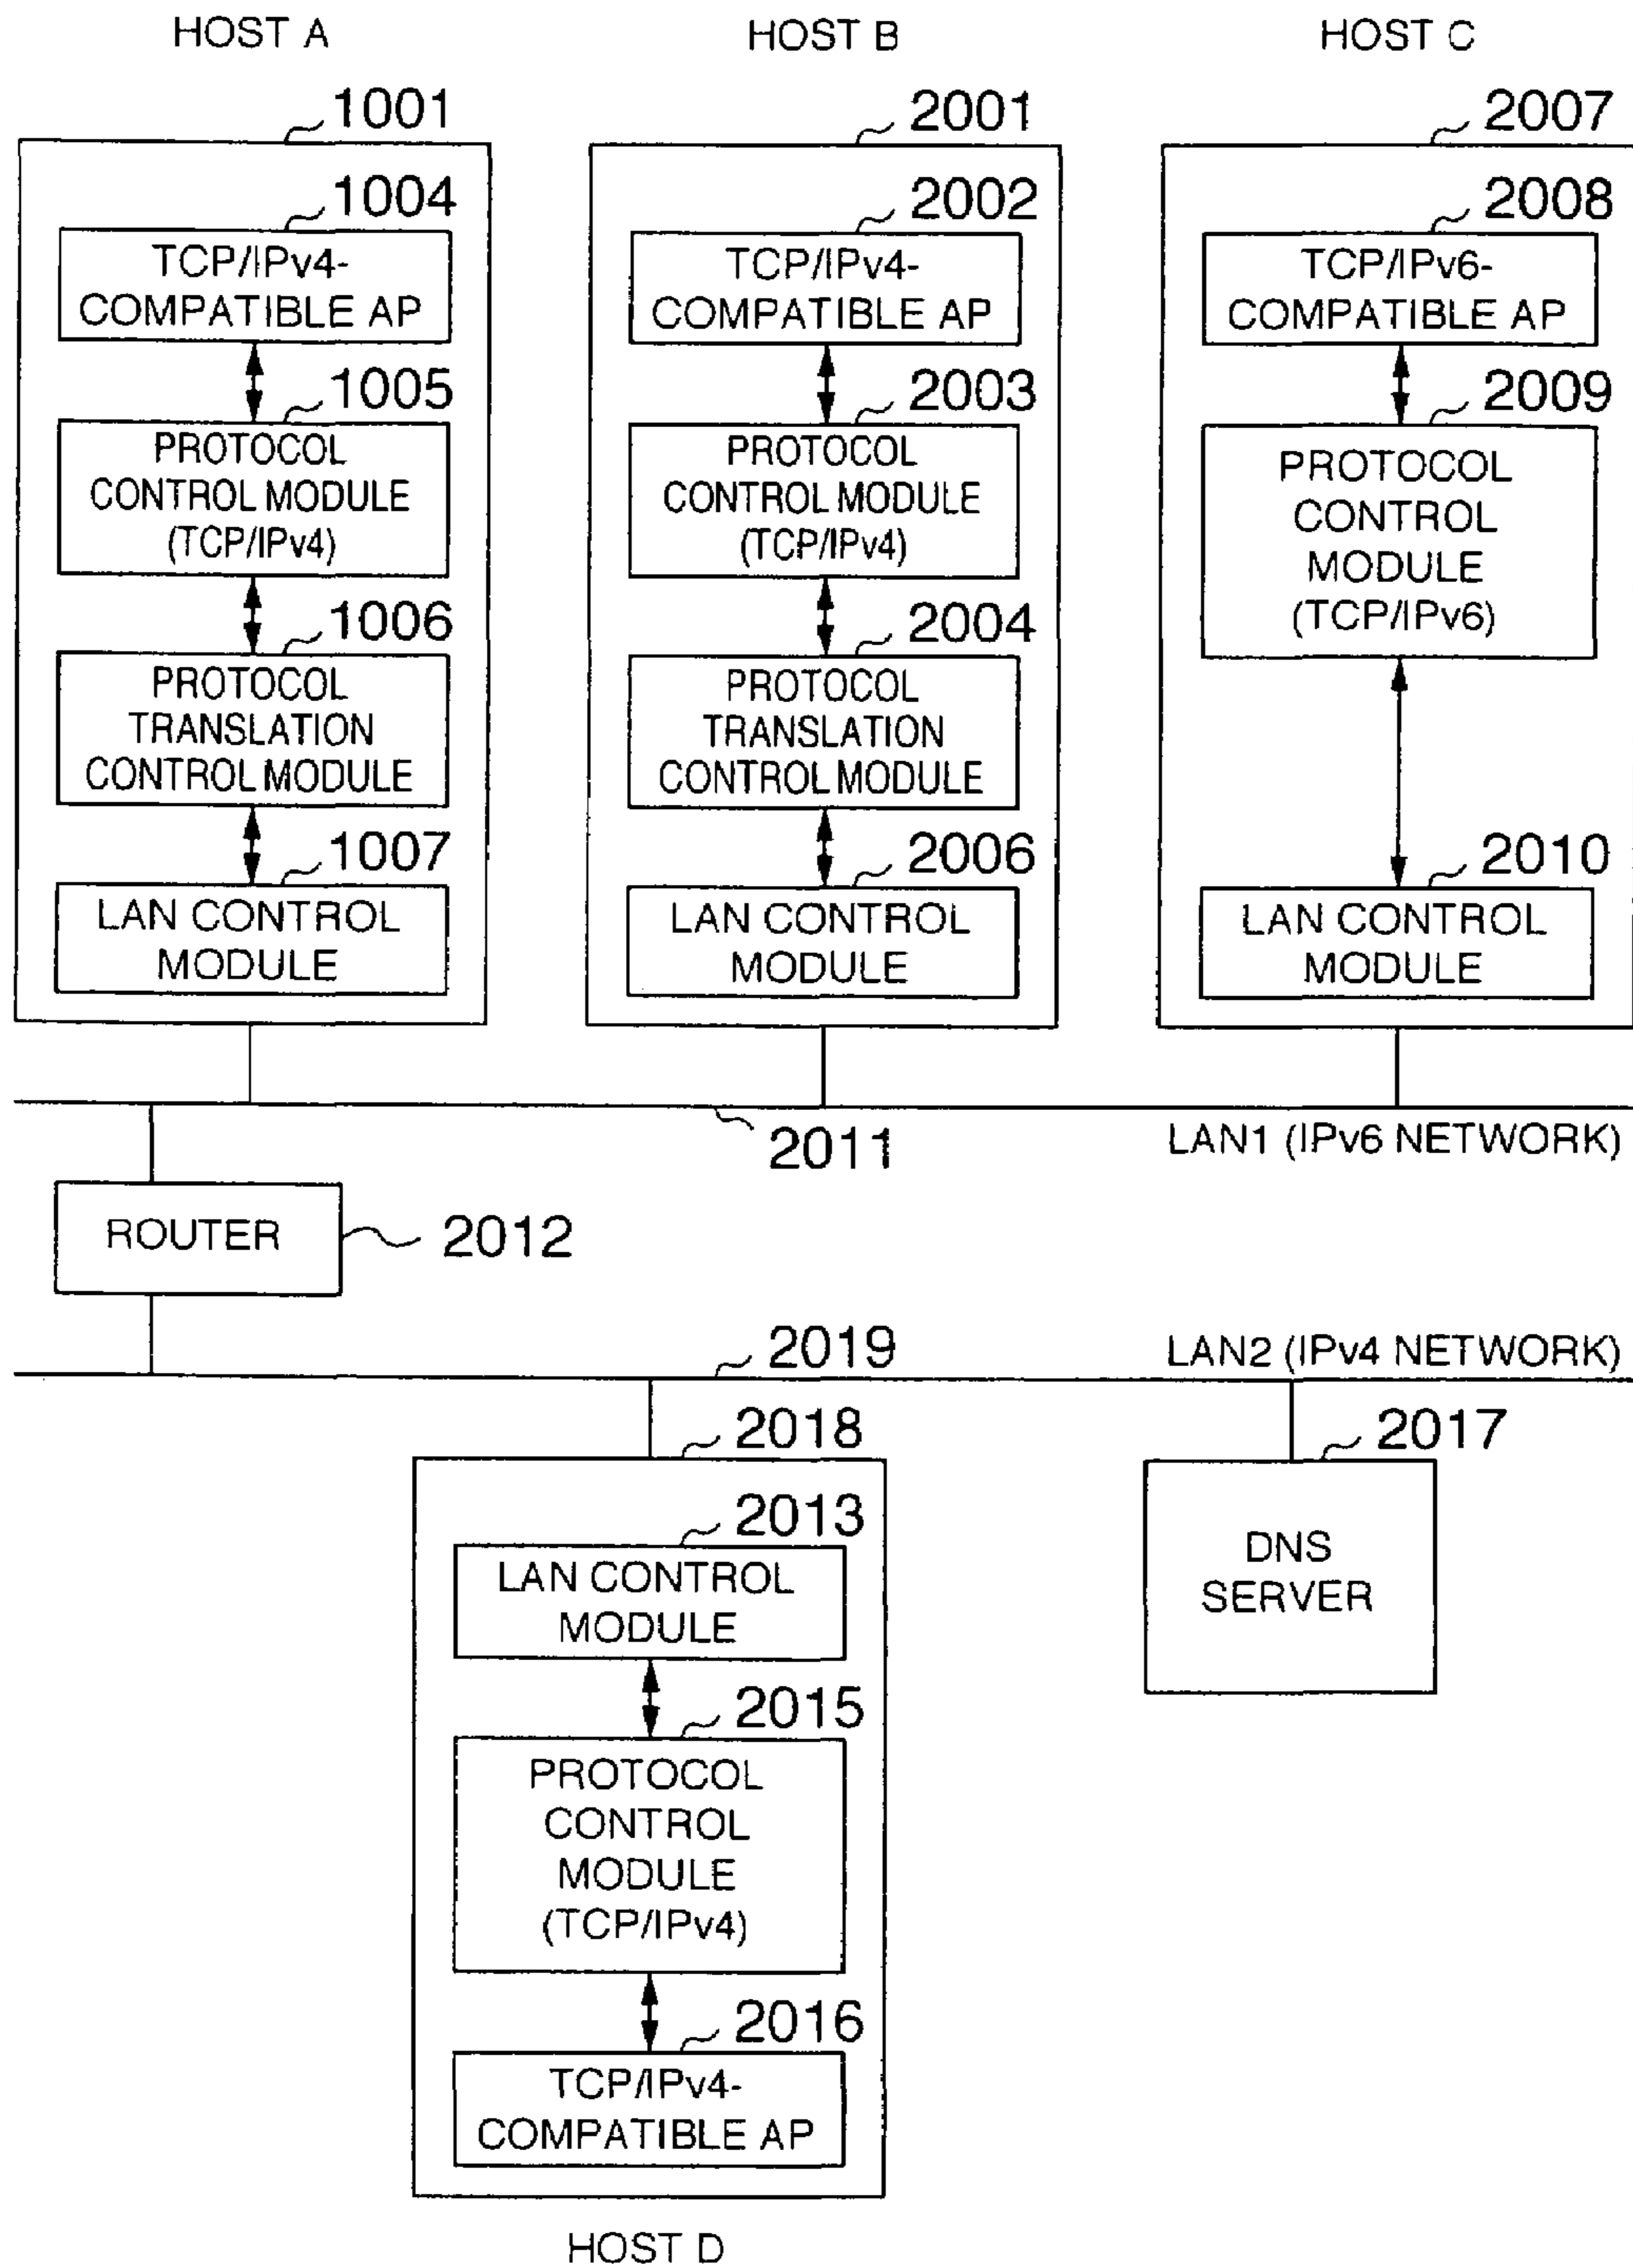 HOST A
HOST B
HOST C
1001
2001
2007
1004
2002
2008
TCP/IPv4-
COMPATIBLE AP
TCP/IPv4-
COMPATIBLE AP
TCP/IPv6-
COMPATIBLE AP
1005
2003
2009
PROTOCOL
CONTROL MODULE
(TCP/IPv4)
PROTOCOL
CONTROL MODULE
(TCP/IPv4)
PROTOCOL
CONTROL
MODULE
(TCP/IPv6)
1006
2004
PROTOCOL
TRANSLATION
CONTROL MODULE
PROTOCOL
TRANSLATION
CONTROL MODULE
1007
2006
2010
LAN CONTROL
MODULE
LAN CONTROL
MODULE
LAN CONTROL
MODULE
2011
LAN1 (IPv6 NETWORK)
ROUTER
2012
2019
LAN2 (IPv4 NETWORK)
2018
2017
2013
LAN CONTROL
MODULE
DNS
SERVER
2015
PROTOCOL
CONTROL
MODULE
(TCP/IPv4)
2016
TCP/IPv4-
COMPATIBLE AP
HOST D